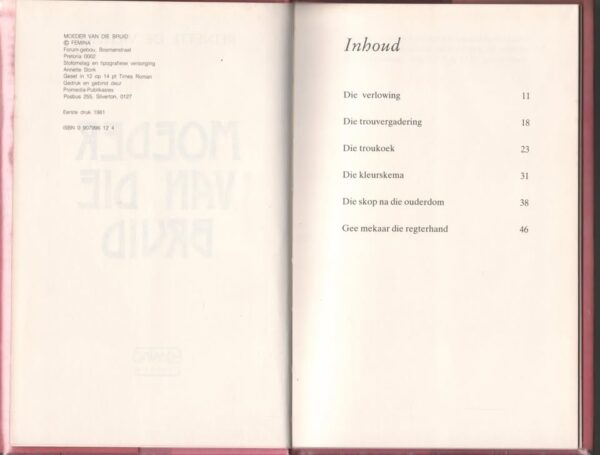 MOEDER VAN DIE BRUID
© FEMINA
Forum-gebou, Bosmanstraat
Pretoria 0002
Stofomslag en tipografiese versorging
Annette Stork
Geset in 12 op 14 pt Times Roman
Gedruk en gebind deur
Promedia-Publikasies
Posbus 255, Silverton, 0127
Eerste druk 1981
ISBN 0 907996 12 4
Inhoud
Die verlowing 11
Die trouvergadering 18
Die troukoek 23
Die kleurskema 31
Die skop na die ouderdom 38
Gee mekaar die regterhand 46